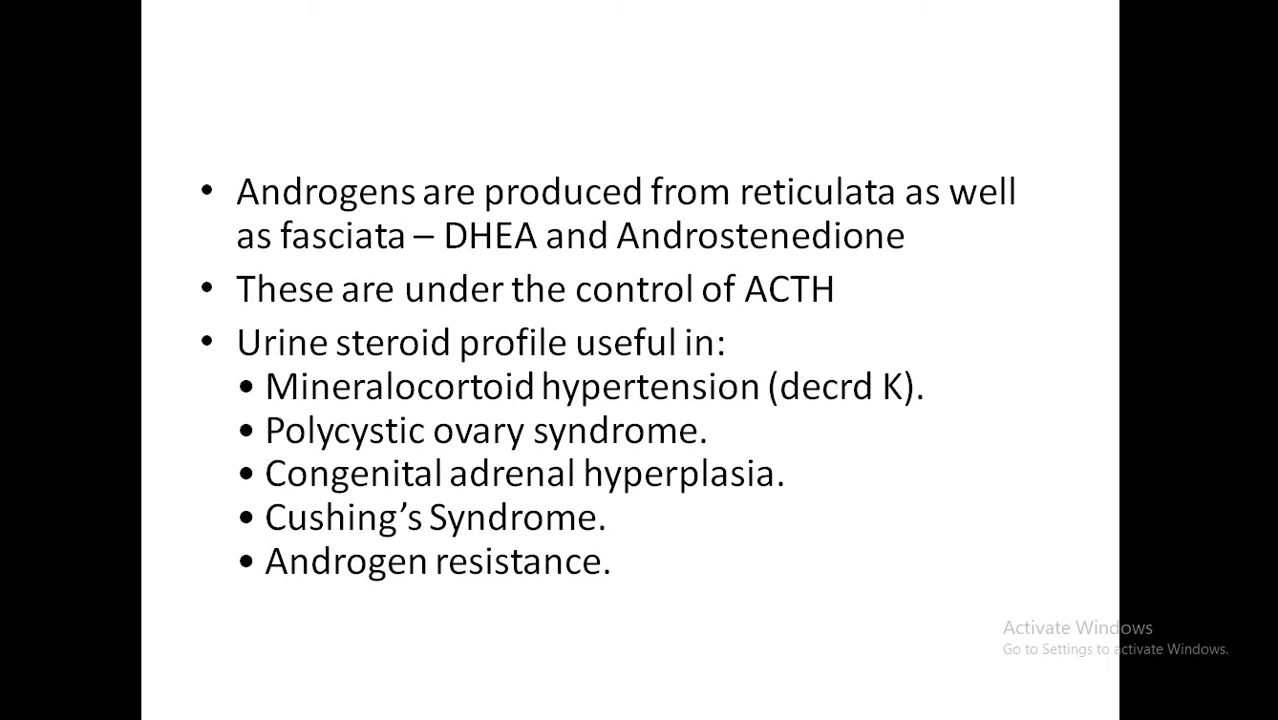 • Androgens are produced from reticulata as well
as fasciata – DHEA and Androstenedione
• These are under the control of ACTH
• Urine steroid profile useful in:
• Mineralocortoid hypertension (decrd K).
• Polycystic ovary syndrome.
• Congenital adrenal hyperplasia.
• Cushing’s Syndrome.
• Androgen resistance.
Activate Windows
Go to Settings to activate Windows.